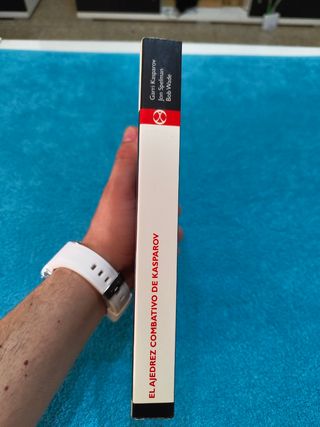 Garri Kasparov
Jon Speelman
Bob Wade
EL AJEDREZ COMBATIVO DE KASPAROV